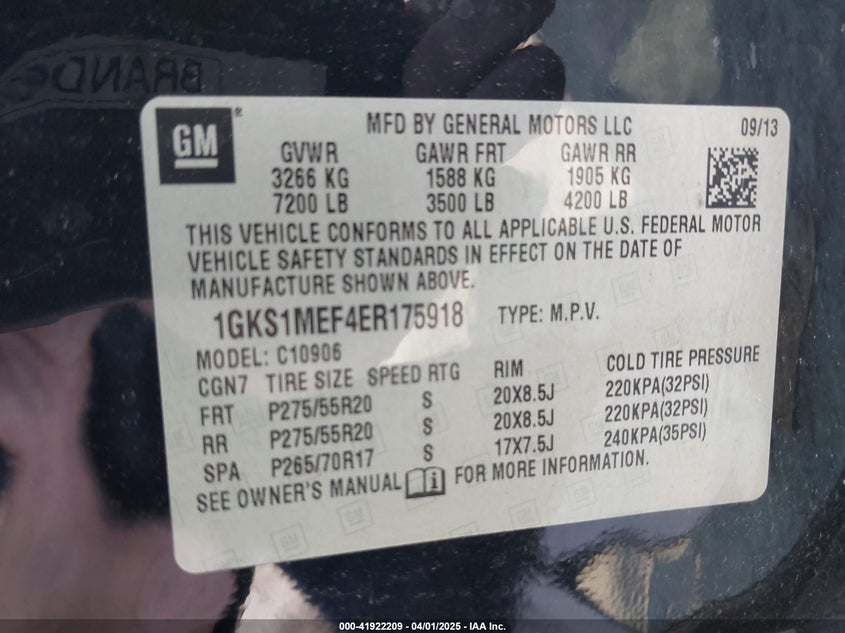 BRAND
GM
®
MFD BY GENERAL MOTORS LLC
09/13
GVWR GAWR FRT GAWR RR
3266 KG 1588 KG 1905 KG
7200 LB 3500 LB 4200 LB
THIS VEHICLE CONFORMS TO ALL APPLICABLE U.S. FEDERAL MOTOR
VEHICLE SAFETY STANDARDS IN EFFECT ON THE DATE OF
MANUFACTURE SHOWN ABOVE.
1GKS1MEF4ER175918 TYPE: M.P.V.
MODEL: C10906
CGN7 TIRE SIZE SPEED RTG RIM COLD TIRE PRESSURE
FRT P275/55R20 S 20X8.5J 220KPA(32PSI)
RR P275/55R20 S 20X8.5J 220KPA(32PSI)
SPA P265/70R17 S 17X7.5J 240KPA(35PSI)
SEE OWNER'S MANUAL i FOR MORE INFORMATION.
000-41922209 - 04/01/2025 - IAA Inc.